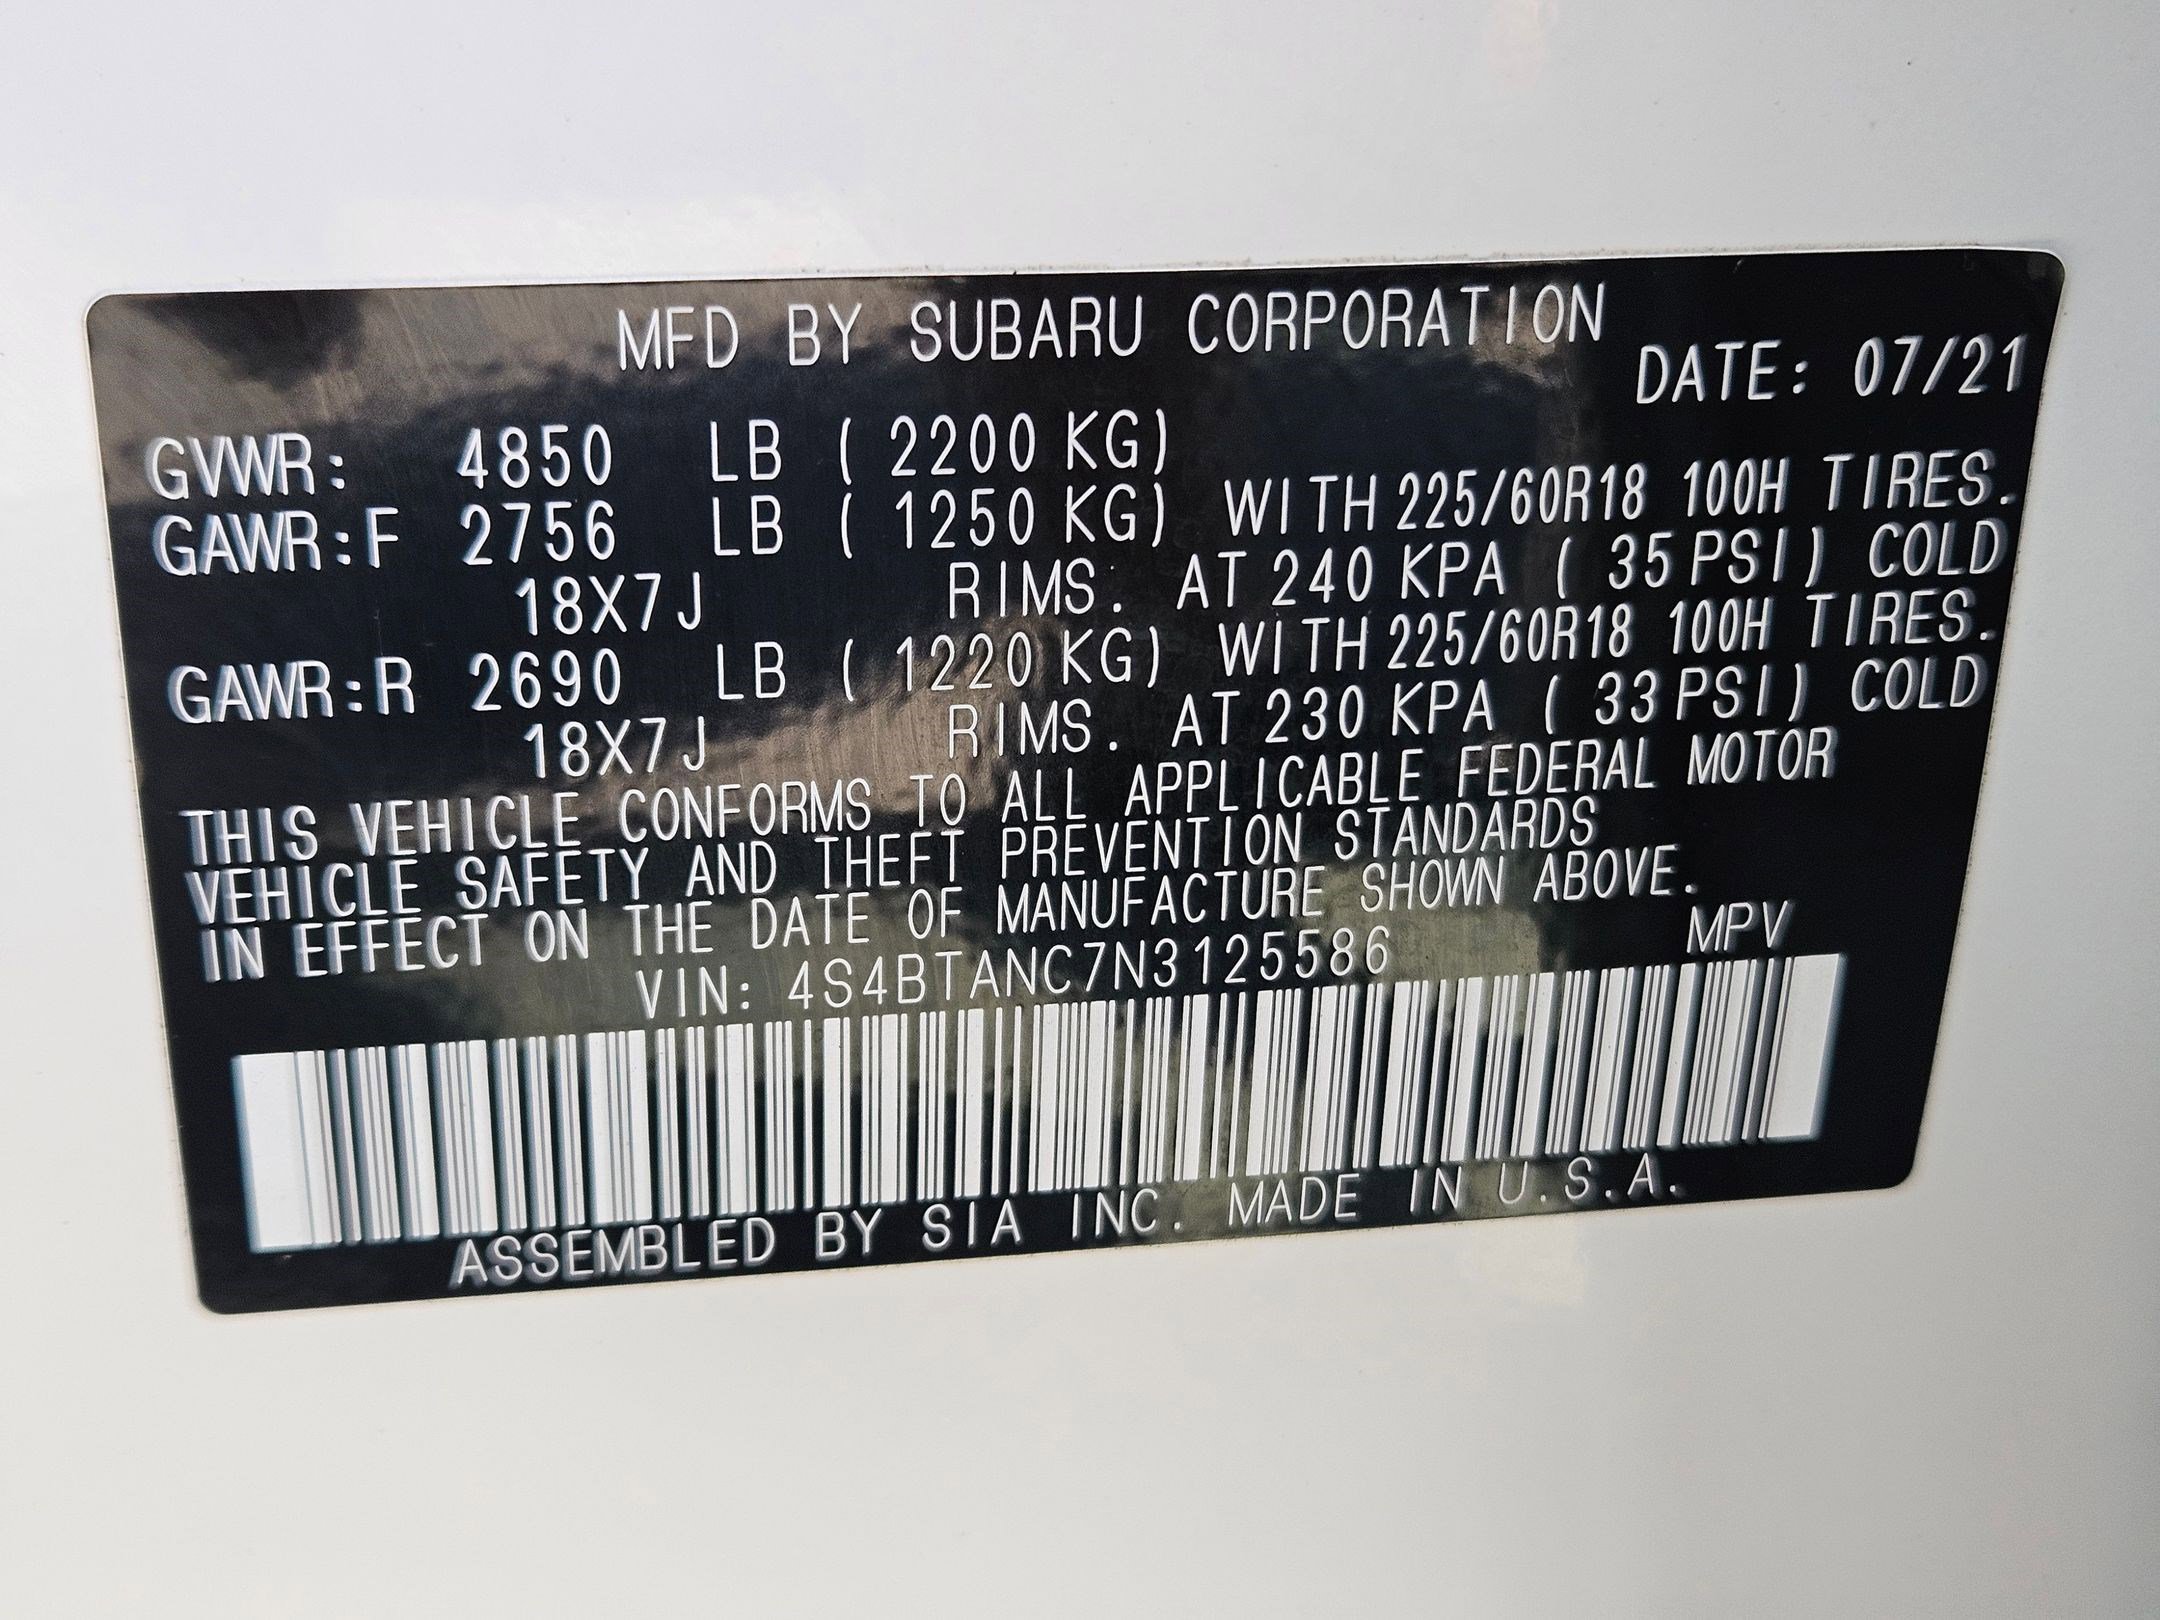 MFD BY SUBARU CORPORATION
DATE: 07/21
GVWR: 4850 LB ( 2200 KG)
GAWR:F 2756 LB ( 1250 KG) WITH 225/60R18 100H TIRES.
18X7J RIMS. AT 240 KPA ( 35 PSI) COLD
GAWR:R 2690 LB ( 1220 KG) WITH 225/60R18 100H TIRES.
18X7J RIMS. AT 230 KPA ( 33 PSI) COLD
THIS VEHICLE CONFORMS TO ALL APPLICABLE FEDERAL MOTOR
VEHICLE SAFETY AND THEFT PREVENTION STANDARDS
IN EFFECT ON THE DATE OF MANUFACTURE SHOWN ABOVE.
VIN: 4S4BTANC7N3125586 MPV
ASSEMBLED BY SIA INC. MADE IN U.S.A.